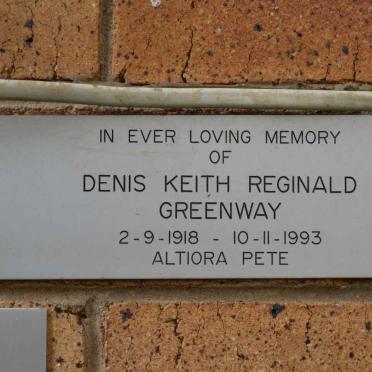 IN EVER LOVING MEMORY
OF
DENIS KEITH REGINALD
GREENWAY
2-9-1918 - 10-11-1993
ALTIORA PETE